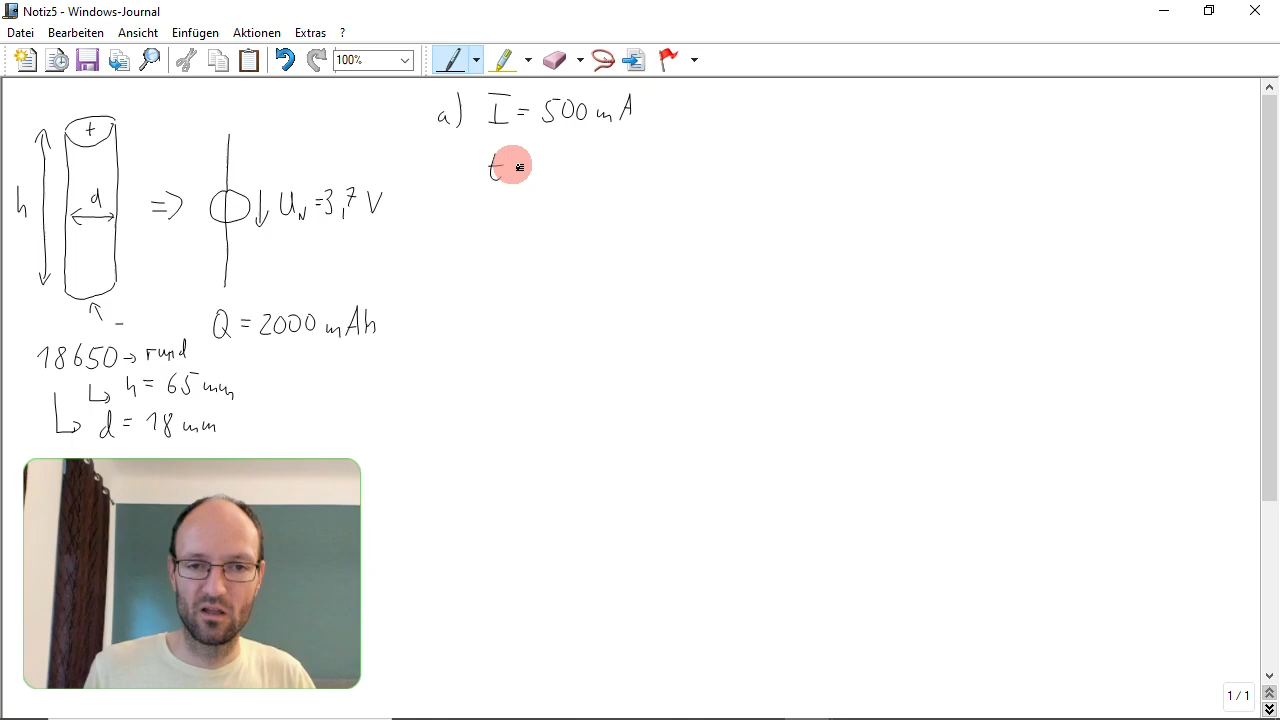 Notiz5 - Windows-Journal
Datei Bearbeiten Ansicht Einfügen Aktionen Extras ?
100%
a) I = 500 mA
t =
+
h
d
=> U_N = 3,7 V
-
Q = 2000 mAh
18650 → rund
h = 65 mm
d = 18 mm
1 / 1